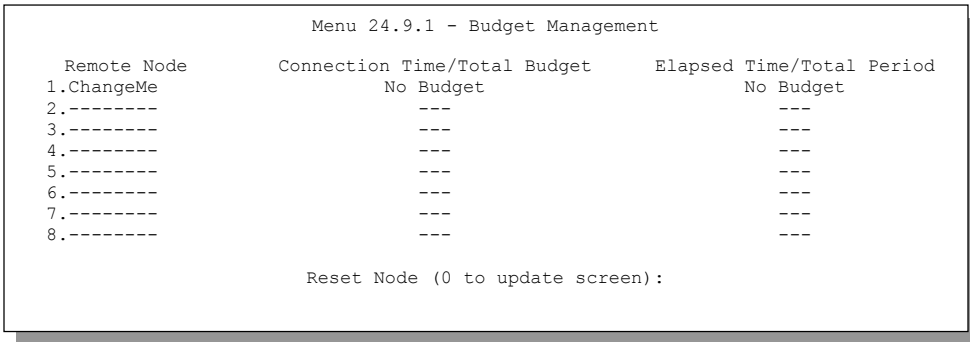 Menu 24.9.1 - Budget Management
Remote Node Connection Time/Total Budget Elapsed Time/Total Period
1.ChangeMe No Budget No Budget
2.-------- --- ---
3.-------- --- ---
4.-------- --- ---
5.-------- --- ---
6.-------- --- ---
7.-------- --- ---
8.-------- --- ---
Reset Node (0 to update screen):